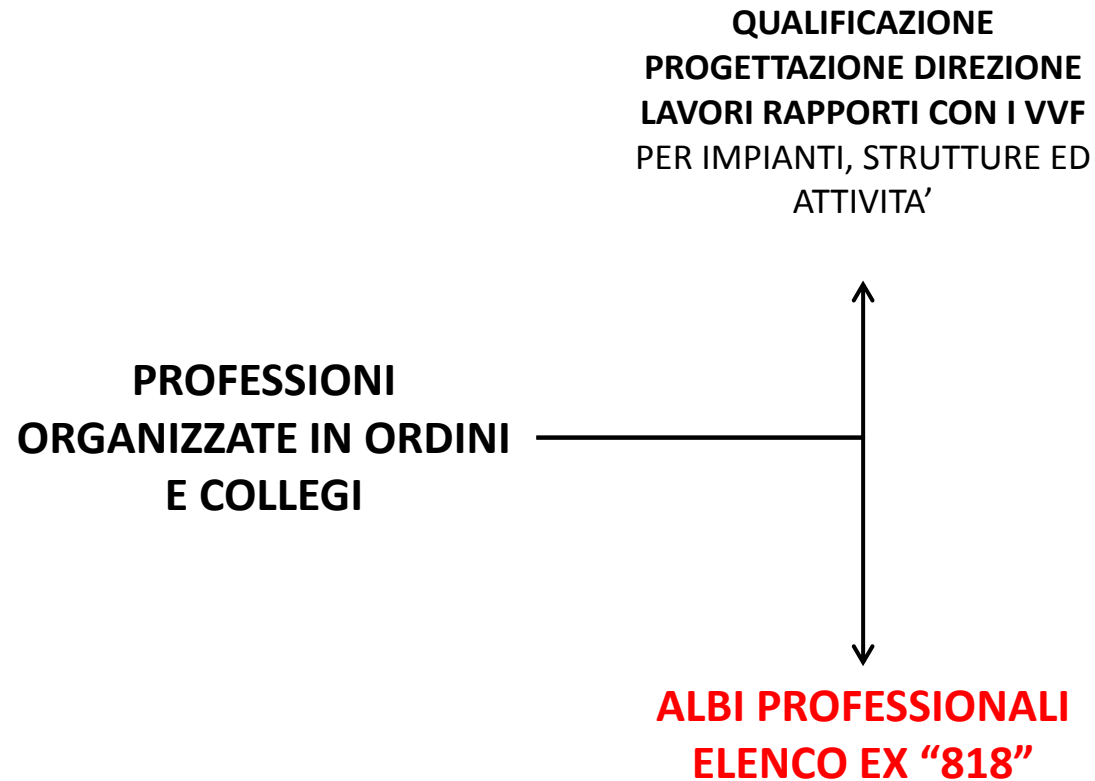 QUALIFICAZIONE
PROGETTAZIONE DIREZIONE
LAVORI RAPPORTI CON I VVF
PER IMPIANTI, STRUTTURE ED
ATTIVITA’
PROFESSIONI
ORGANIZZATE IN ORDINI
E COLLEGI
ALBI PROFESSIONALI
ELENCO EX “818”